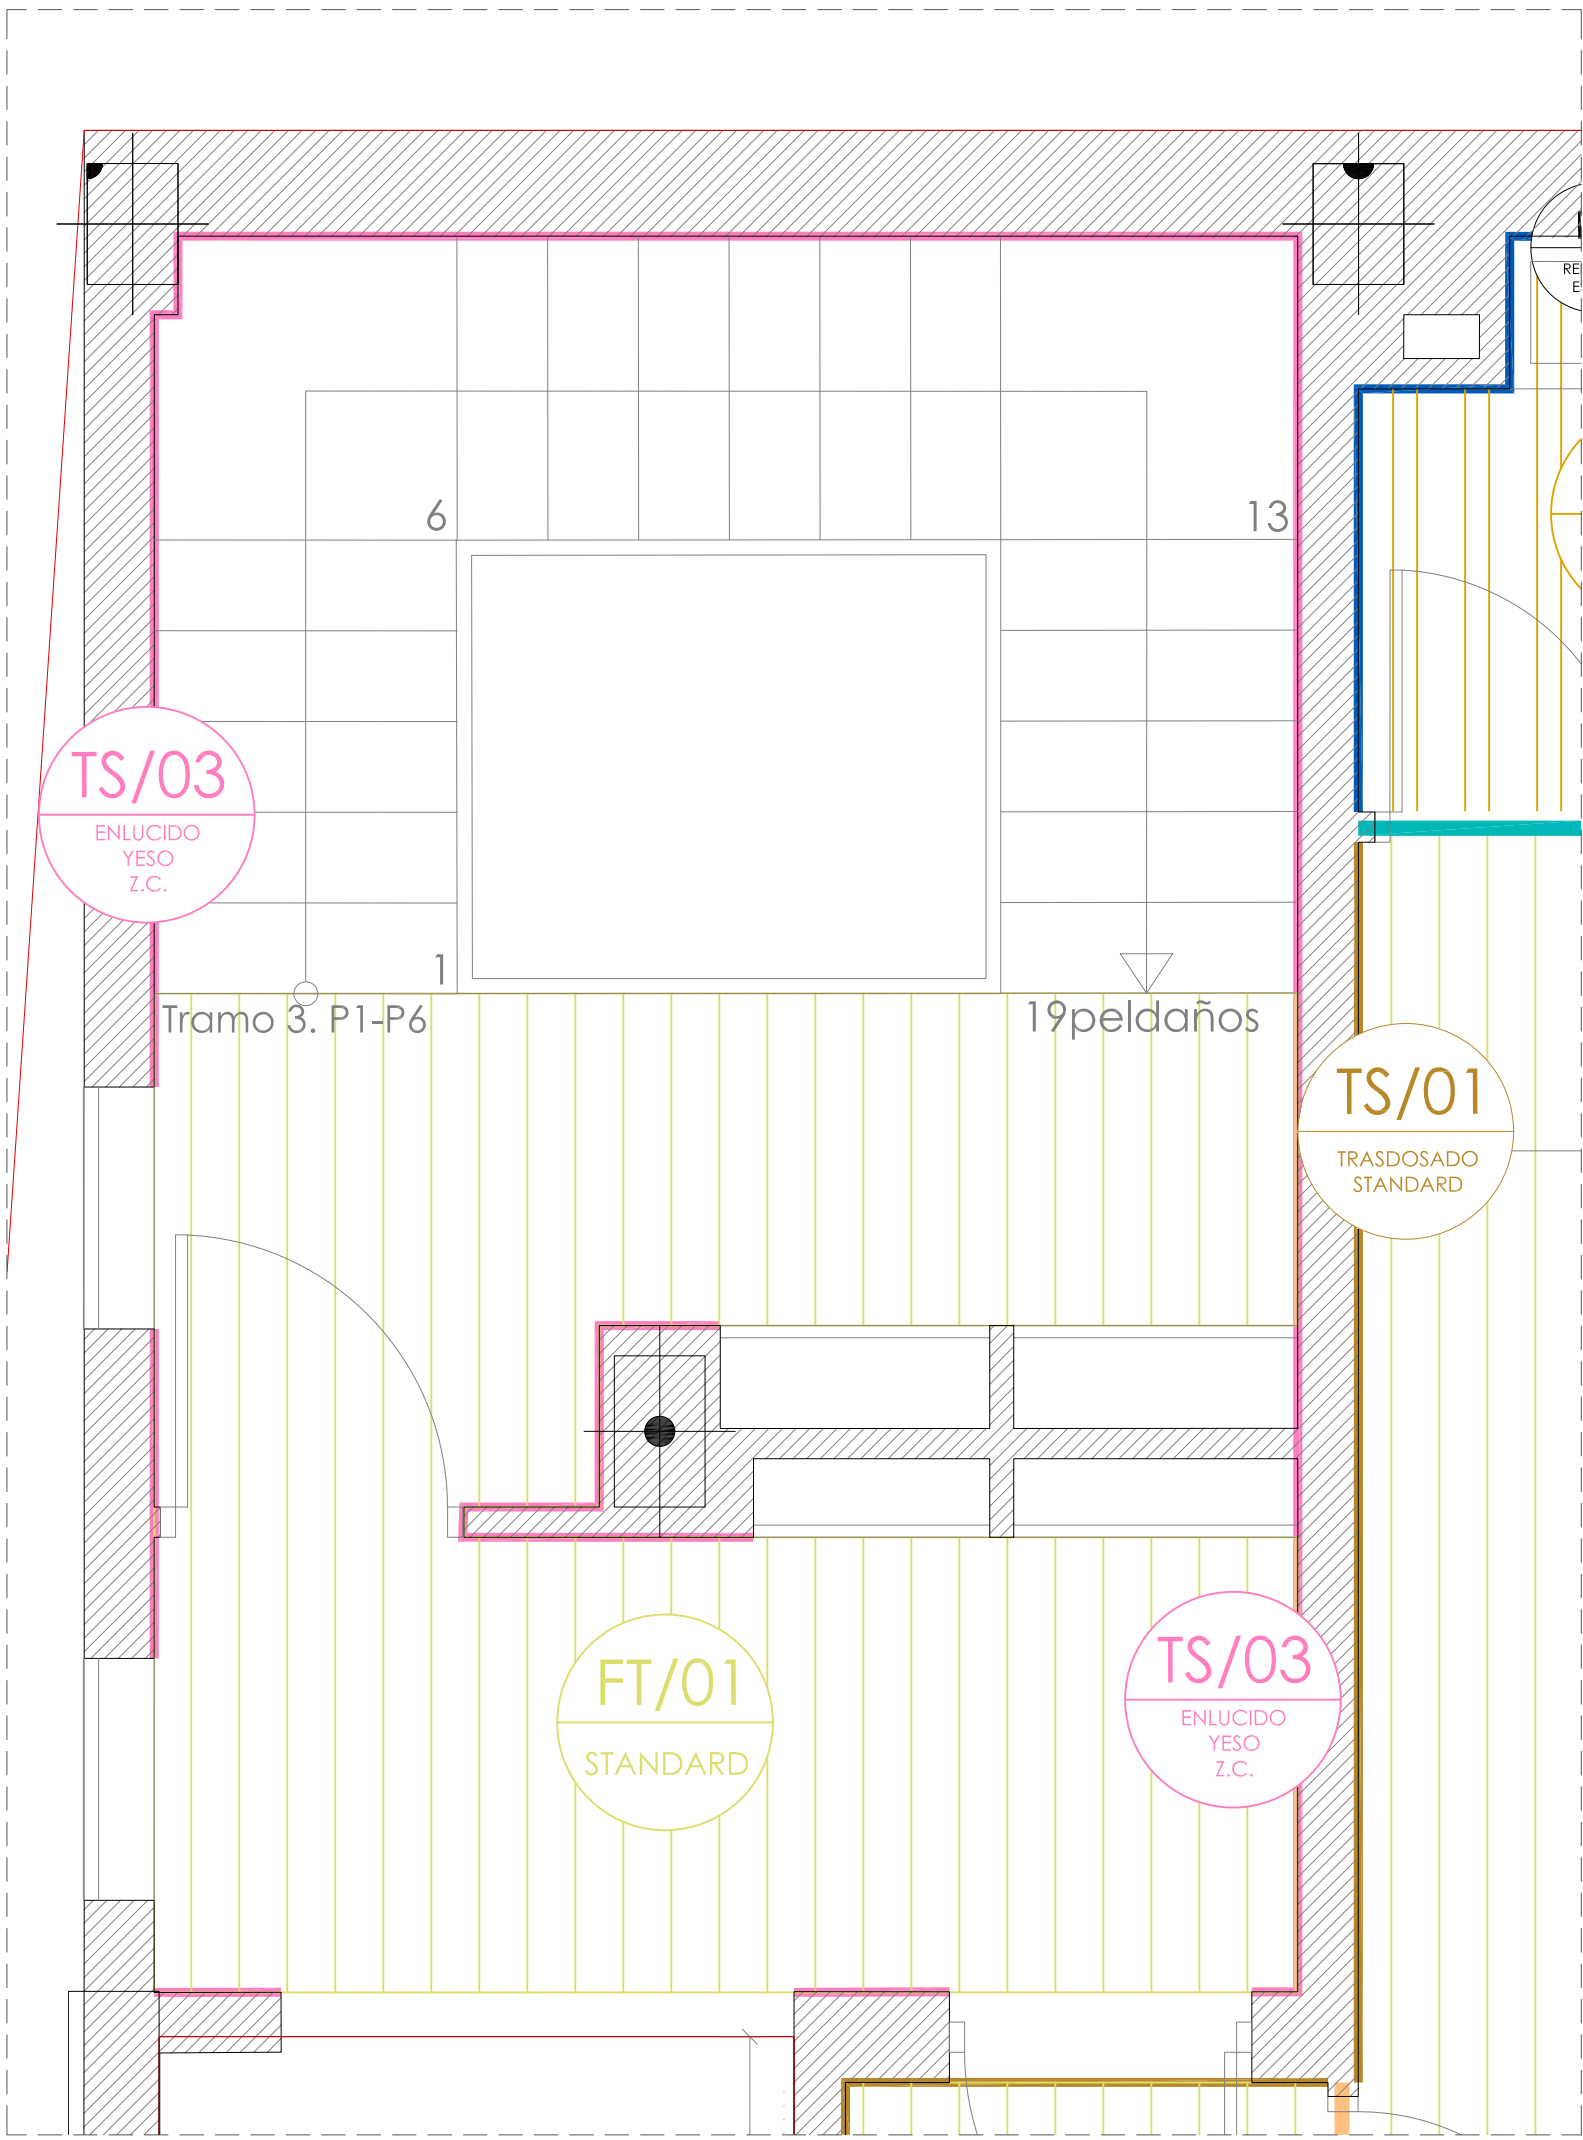 RE
E
6
13
TS/03
ENLUCIDO
YESO
Z.C.
1
Tramo 3. P1-P6
19peldaños
TS/01
TRASDOSADO
STANDARD
FT/01
STANDARD
TS/03
ENLUCIDO
YESO
Z.C.